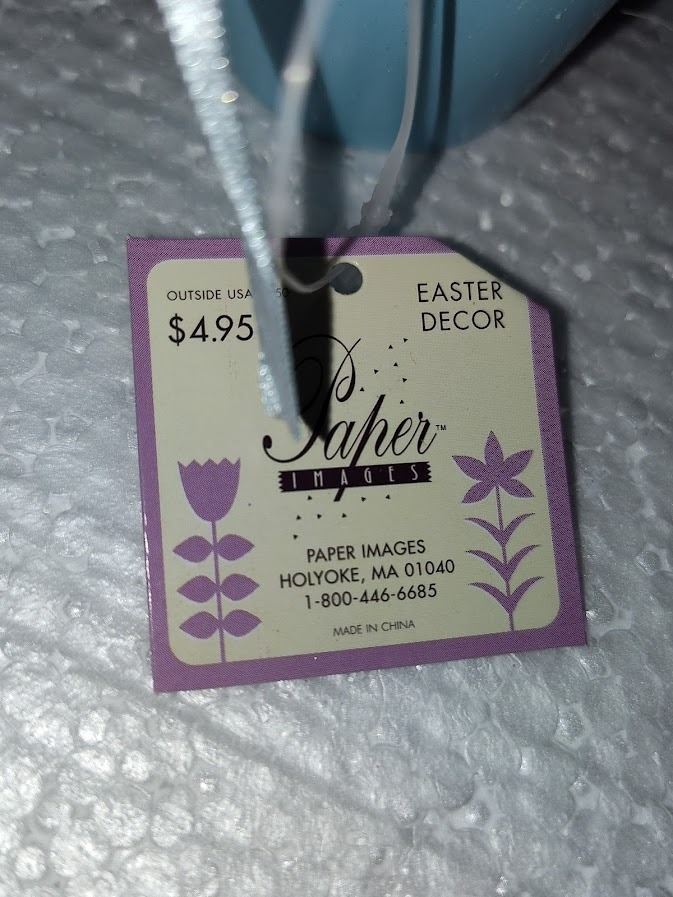 OUTSIDE USA 50
$4.95
EASTER
DECOR
Paper™
IMAGES
PAPER IMAGES
HOLYOKE, MA 01040
1-800-446-6685
MADE IN CHINA